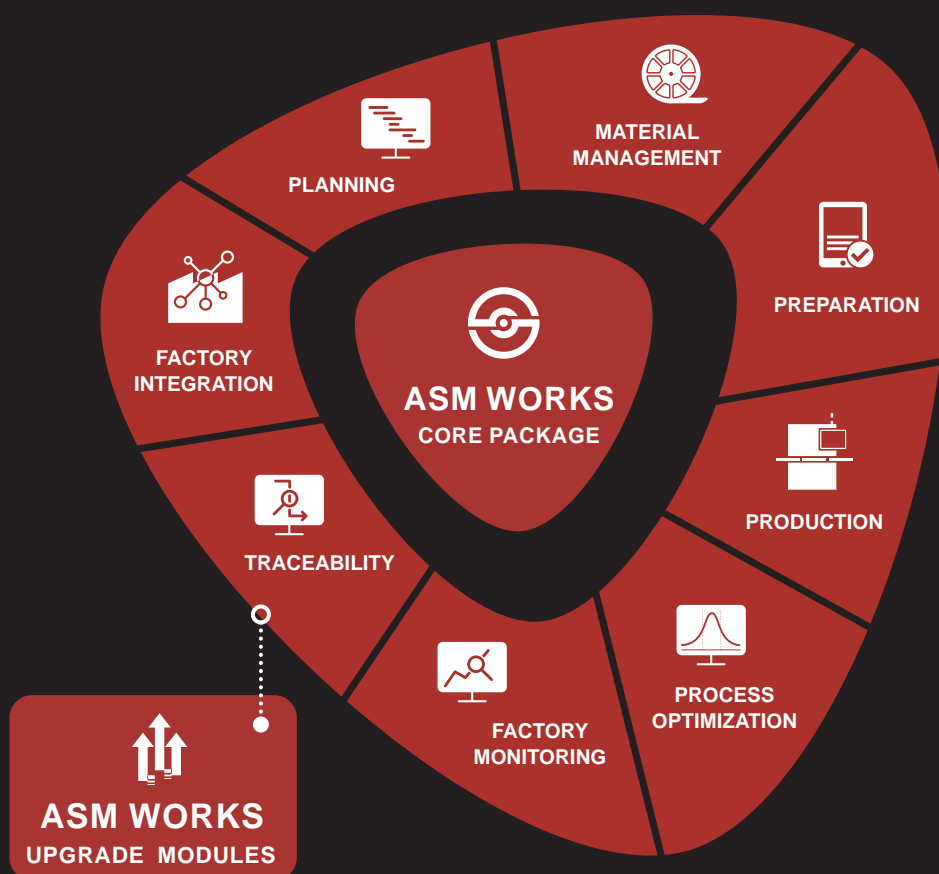 MATERIAL
MANAGEMENT
PLANNING
PREPARATION
FACTORY
INTEGRATION
ASM WORKS
CORE PACKAGE
PRODUCTION
TRACEABILITY
PROCESS
OPTIMIZATION
FACTORY
MONITORING
ASM WORKS
UPGRADE MODULES